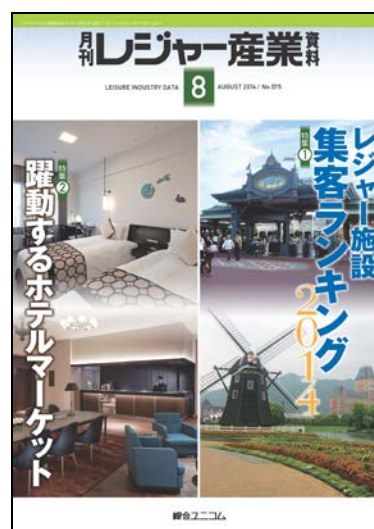 月刊レジャー産業資料
LEISURE INDUSTRY DATA 8 AUGUST 2014 / No.575
特集①
レジャー施設
集客ランキング
2014
特集②
躍動するホテルマーケット
綜合ユニコム